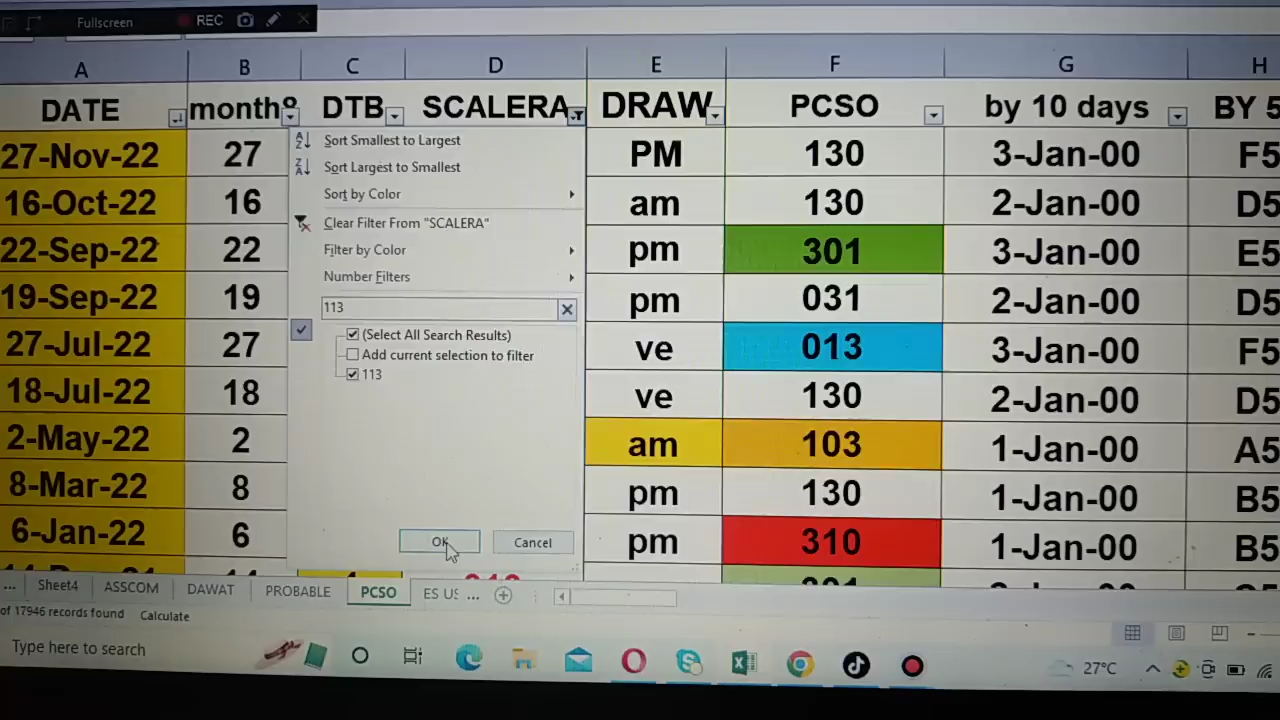 Fullscreen REC
A B C D E F G H
DATE month DTB SCALERA DRAW PCSO by 10 days BY 5
27-Nov-22 27 PM 130 3-Jan-00 F5
16-Oct-22 16 am 130 2-Jan-00 D5
22-Sep-22 22 pm 301 3-Jan-00 E5
19-Sep-22 19 pm 031 2-Jan-00 D5
27-Jul-22 27 ve 013 3-Jan-00 F5
18-Jul-22 18 ve 130 2-Jan-00 D5
2-May-22 2 am 103 1-Jan-00 A5
8-Mar-22 8 pm 130 1-Jan-00 B5
6-Jan-22 6 pm 310 1-Jan-00 B5
Sort Smallest to Largest
Sort Largest to Smallest
Sort by Color
Clear Filter From "SCALERA"
Filter by Color
Number Filters
113
(Select All Search Results)
Add current selection to filter
113
OK Cancel
... Sheet4 ASSCOM DAWAT PROBABLE PCSO ES US ...
of 17946 records found Calculate
Type here to search
27°C